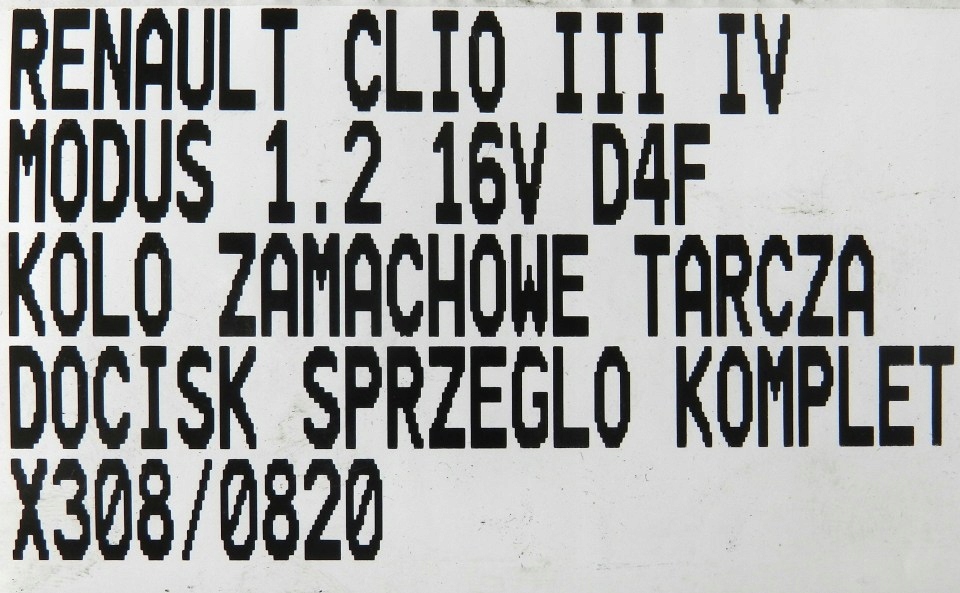 RENAULT CLIO III IV
MODUS 1.2 16V D4F
KOLO ZAMACHOWE TARCZA
DOCISK SPRZEGLO KOMPLET
X308/0820